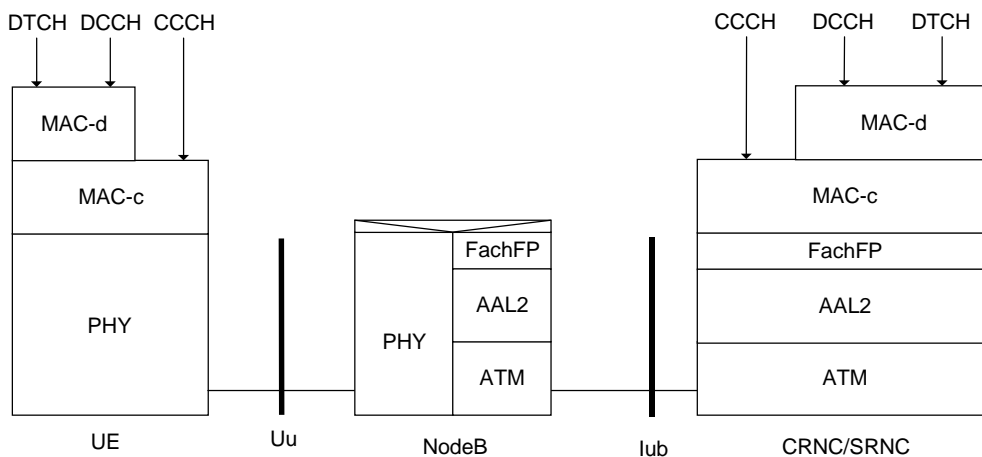 DTCH DCCH CCCH
CCCH DCCH DTCH
MAC-d
MAC-d
MAC-c
MAC-c
FachFP
FachFP
PHY
PHY
AAL2
AAL2
ATM
ATM
UE
Uu
NodeB
Iub
CRNC/SRNC